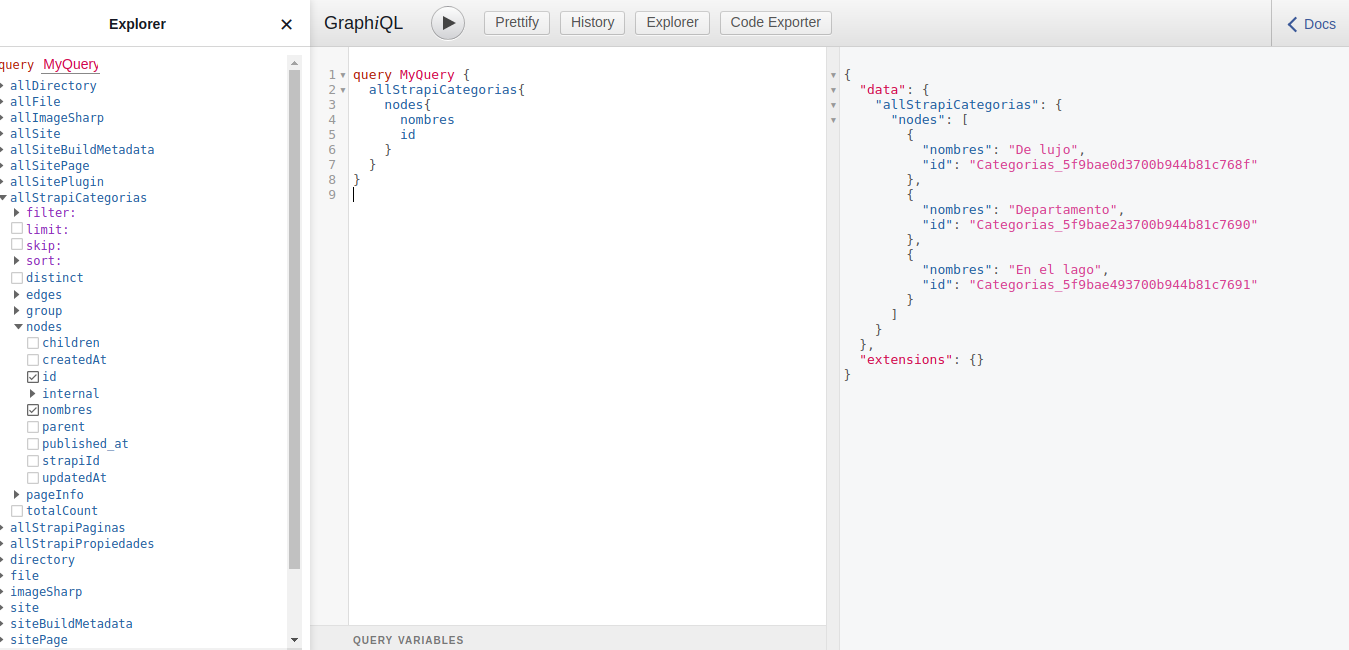 Explorer ✕
query MyQuery
allDirectory
allFile
allImageSharp
allSite
allSiteBuildMetadata
allSitePage
allSitePlugin
allStrapiCategorias
filter:
limit:
skip:
sort:
distinct
edges
group
nodes
children
createdAt
id
internal
nombres
parent
published_at
strapiId
updatedAt
pageInfo
totalCount
allStrapiPaginas
allStrapiPropiedades
directory
file
imageSharp
site
siteBuildMetadata
sitePage
GraphiQL Prettify History Explorer Code Exporter Docs
1 query MyQuery {
2 allStrapiCategorias{
3 nodes{
4 nombres
5 id
6 }
7 }
8 }
9
QUERY VARIABLES
{
"data": {
"allStrapiCategorias": {
"nodes": [
{
"nombres": "De lujo",
"id": "Categorias_5f9bae0d3700b944b81c768f"
},
{
"nombres": "Departamento",
"id": "Categorias_5f9bae2a3700b944b81c7690"
},
{
"nombres": "En el lago",
"id": "Categorias_5f9bae493700b944b81c7691"
}
]
}
},
"extensions": {}
}